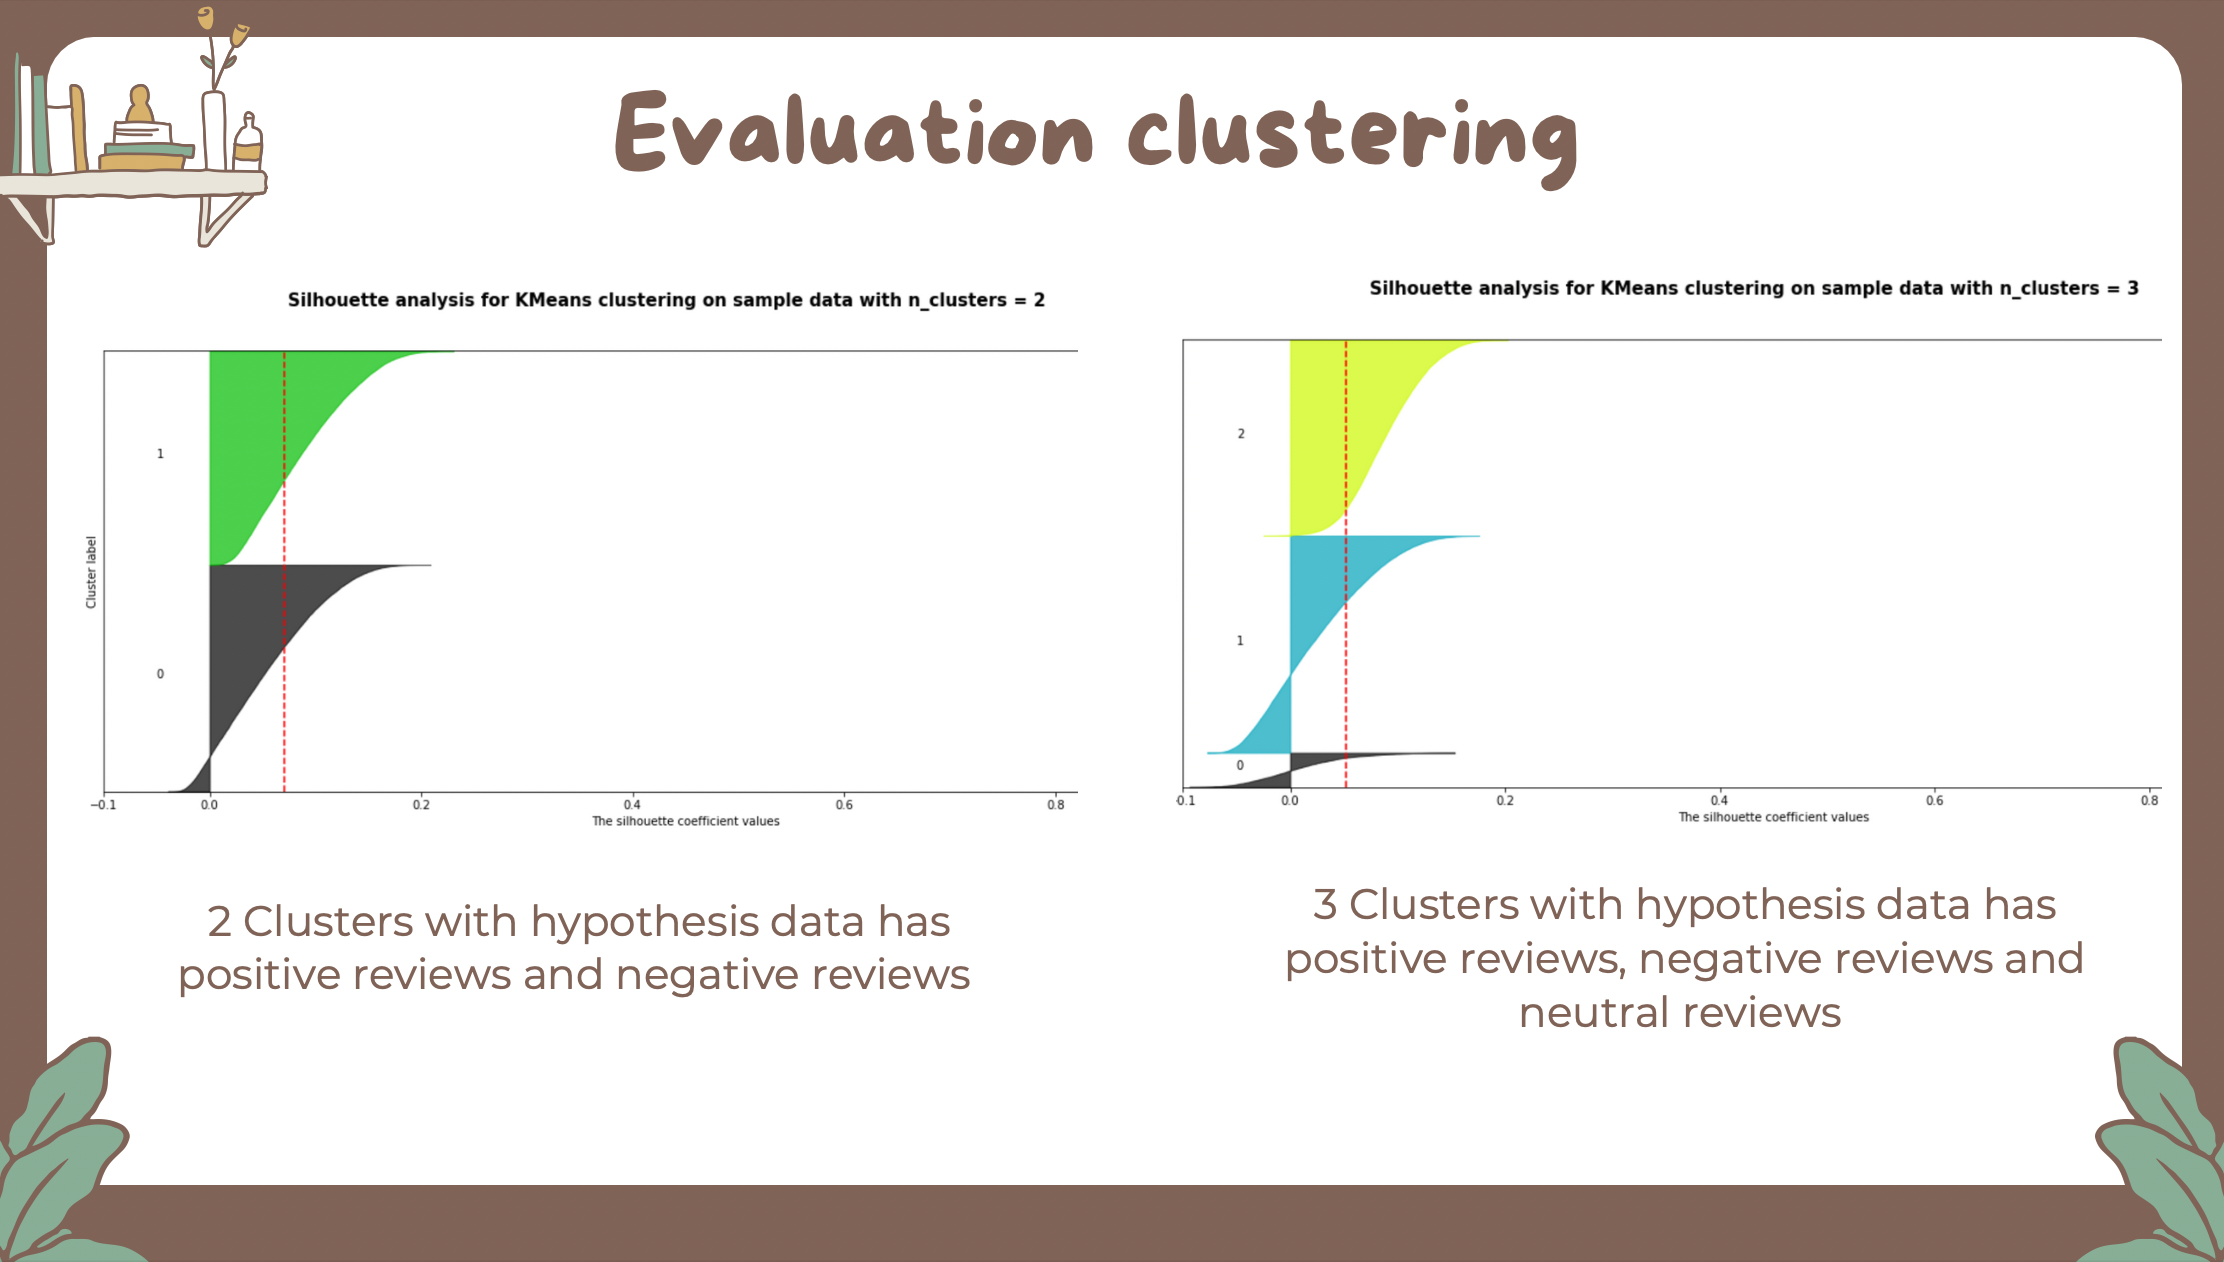 Evaluation clustering
Silhouette analysis for KMeans clustering on sample data with n_clusters = 2
Cluster label
1
0
−0.1 0.0 0.2 0.4 0.6 0.8
The silhouette coefficient values
2 Clusters with hypothesis data has
positive reviews and negative reviews
Silhouette analysis for KMeans clustering on sample data with n_clusters = 3
2
1
0
0.1 0.0 0.2 0.4 0.6 0.8
The silhouette coefficient values
3 Clusters with hypothesis data has
positive reviews, negative reviews and
neutral reviews